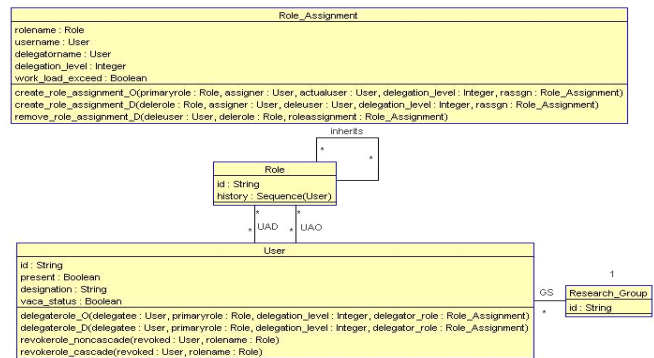 Role_Assignment
rolename : Role
username : User
delegatorname : User
delegation_level : Integer
work_load_exceed : Boolean
create_role_assignment_O(primaryrole : Role, assigner : User, actualuser : User, delegation_level : Integer, rassgn : Role_Assignment)
create_role_assignment_D(delerole : Role, assigner : User, deleuser : User, delegation_level : Integer, rassgn : Role_Assignment)
remove_role_assignment_D(deleuser : User, delerole : Role, roleassignment : Role_Assignment)
inherits
*
*
Role
id : String
history : Sequence(User)
* *
* UAD * UAO
User
id : String
present : Boolean
designation : String
vaca_status : Boolean
delegaterole_O(delegatee : User, primaryrole : Role, delegation_level : Integer, delegator_role : Role_Assignment)
delegaterole_D(delegatee : User, primaryrole : Role, delegation_level : Integer, delegator_role : Role_Assignment)
revokerole_noncascade(revoked : User, rolename : Role)
revokerole_cascade(revoked : User, rolename : Role)
1
GS
*
Research_Group
id : String